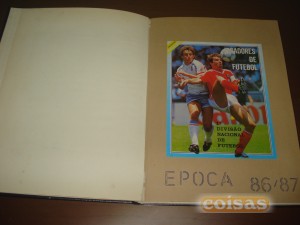 JOGADORES
DE
FUTEBOL
DIVISÃO
NACIONAL
DE
FUTEBOL
EPOCA 86/87
coisas